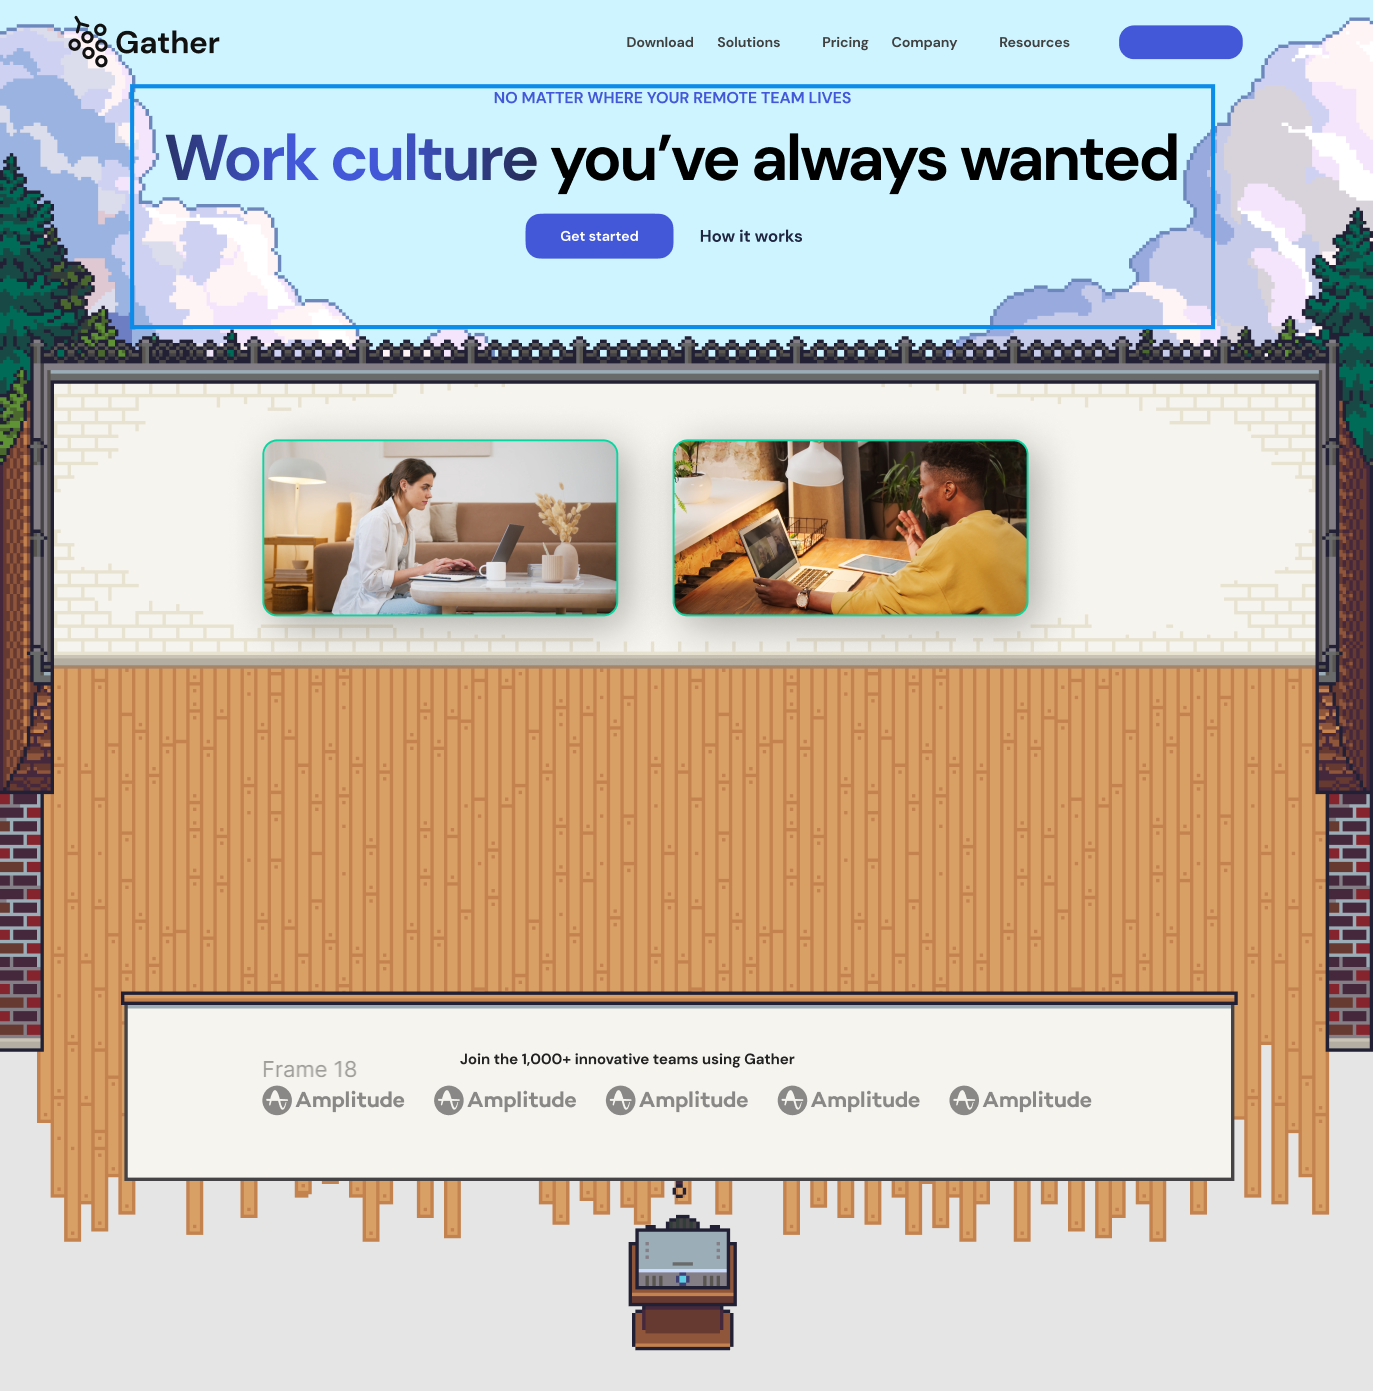 Gather
Download Solutions Pricing Company Resources
NO MATTER WHERE YOUR REMOTE TEAM LIVES
Work culture you’ve always wanted
Get started How it works
Join the 1,000+ innovative teams using Gather
Frame 18
Amplitude Amplitude Amplitude Amplitude Amplitude